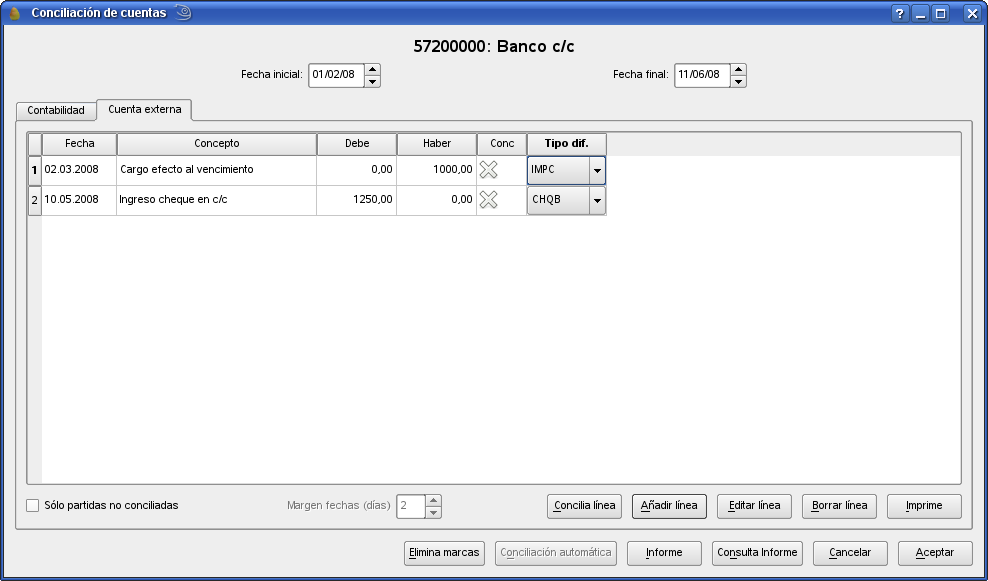 Conciliación de cuentas
57200000: Banco c/c
Fecha inicial: 01/02/08 Fecha final: 11/06/08
Contabilidad Cuenta externa
Fecha Concepto Debe Haber Conc Tipo dif.
1 02.03.2008 Cargo efecto al vencimiento 0,00 1000,00 IMPC
2 10.05.2008 Ingreso cheque en c/c 1250,00 0,00 CHQB
Sólo partidas no conciliadas Margen fechas (días) 2 Concilia línea Añadir línea Editar línea Borrar línea Imprime
Elimina marcas Conciliación automática Informe Consulta Informe Cancelar Aceptar